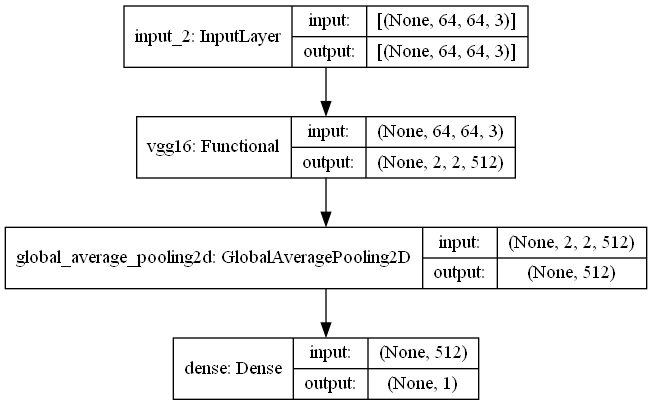 input_2: InputLayer
input:
[(None, 64, 64, 3)]
output:
[(None, 64, 64, 3)]
vgg16: Functional
input:
(None, 64, 64, 3)
output:
(None, 2, 2, 512)
global_average_pooling2d: GlobalAveragePooling2D
input:
(None, 2, 2, 512)
output:
(None, 512)
dense: Dense
input:
(None, 512)
output:
(None, 1)